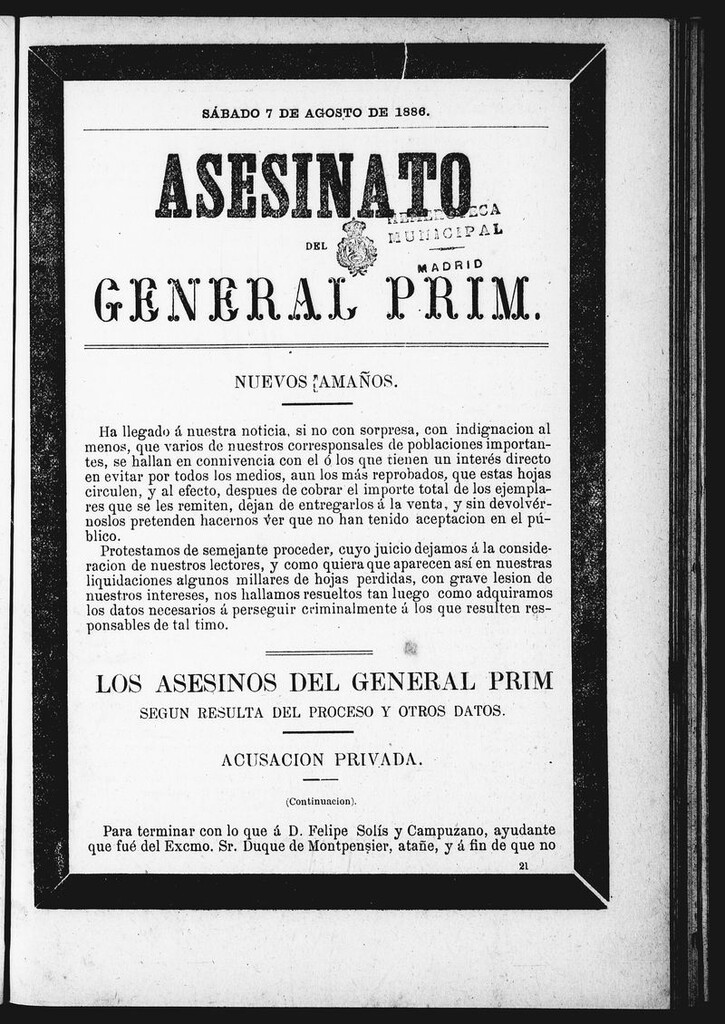 SÁBADO 7 DE AGOSTO DE 1886.
ASESINATO
DEL
HEMEROTECA
MUNICIPAL
MADRID
GENERAL PRIM.
NUEVOS AMAÑOS.
Ha llegado á nuestra noticia, si no con sorpresa, con indignacion al
menos, que varios de nuestros corresponsales de poblaciones importan-
tes, se hallan en connivencia con el ó los que tienen un interés directo
en evitar por todos los medios, aun los más reprobados, que estas hojas
circulen, y al efecto, despues de cobrar el importe total de los ejempla-
res que se les remiten, dejan de entregarlos á la venta, y sin devolvér-
noslos pretenden hacernos ver que no han tenido aceptacion en el pú-
blico.
Protestamos de semejante proceder, cuyo juicio dejamos á la conside-
racion de nuestros lectores, y como quiera que aparecen así en nuestras
liquidaciones algunos millares de hojas perdidas, con grave lesion de
nuestros intereses, nos hallamos resueltos tan luego como adquiramos
los datos necesarios á perseguir criminalmente á los que resulten res-
ponsables de tal timo.
LOS ASESINOS DEL GENERAL PRIM
SEGUN RESULTA DEL PROCESO Y OTROS DATOS.
ACUSACION PRIVADA.
(Continuacion).
Para terminar con lo que á D. Felipe Solís y Campuzano, ayudante
que fué del Excmo. Sr. Duque de Montpensier, atañe, y á fin de que no
21